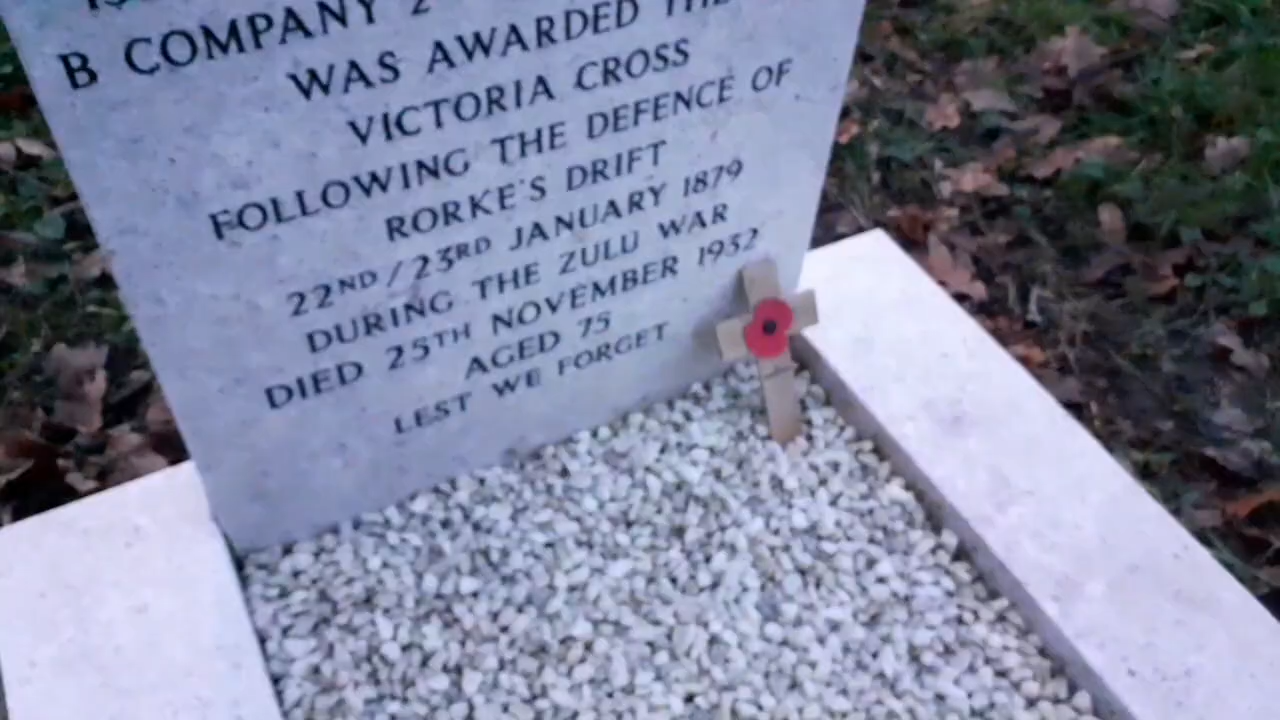 B COMPANY 2
WAS AWARDED THE
VICTORIA CROSS
FOLLOWING THE DEFENCE OF
RORKE'S DRIFT
22ND/23RD JANUARY 1879
DURING THE ZULU WAR
DIED 25TH NOVEMBER 1932
AGED 75
LEST WE FORGET